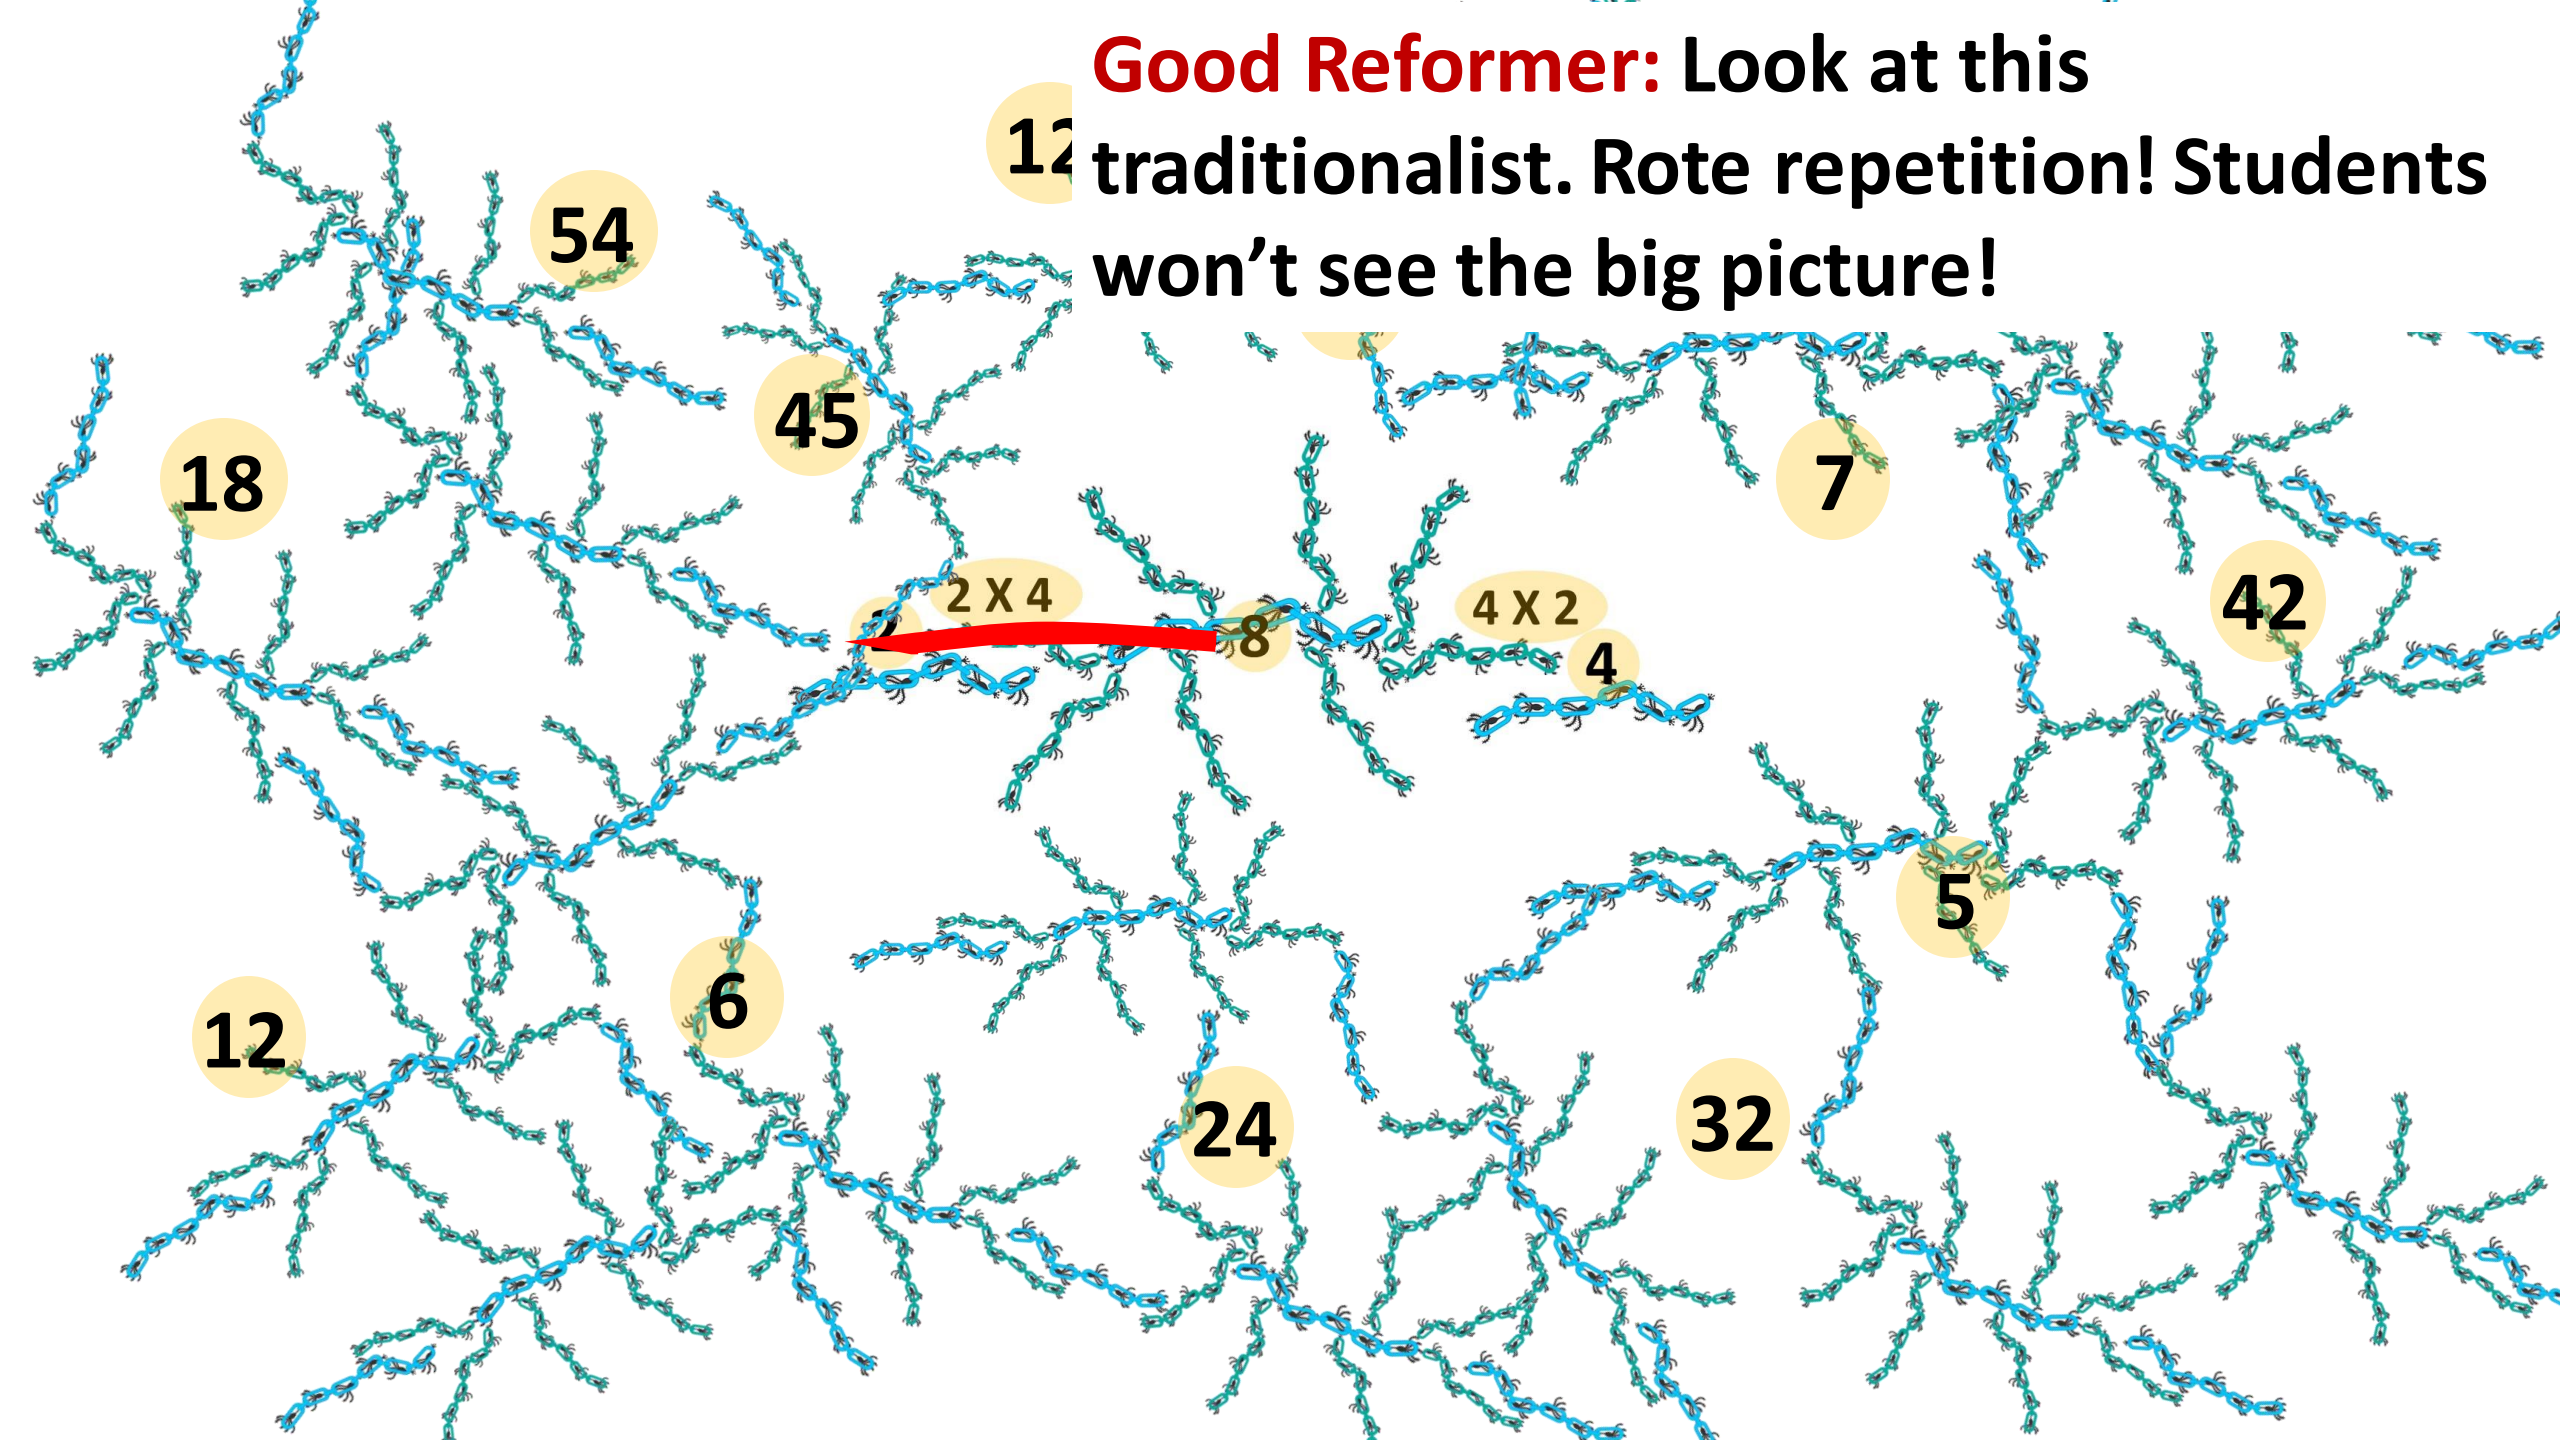 Good Reformer: Look at this
traditionalist. Rote repetition! Students
won’t see the big picture!
12
54
45
18
7
42
2 X 4
4 X 2
8
4
5
6
12
24
32